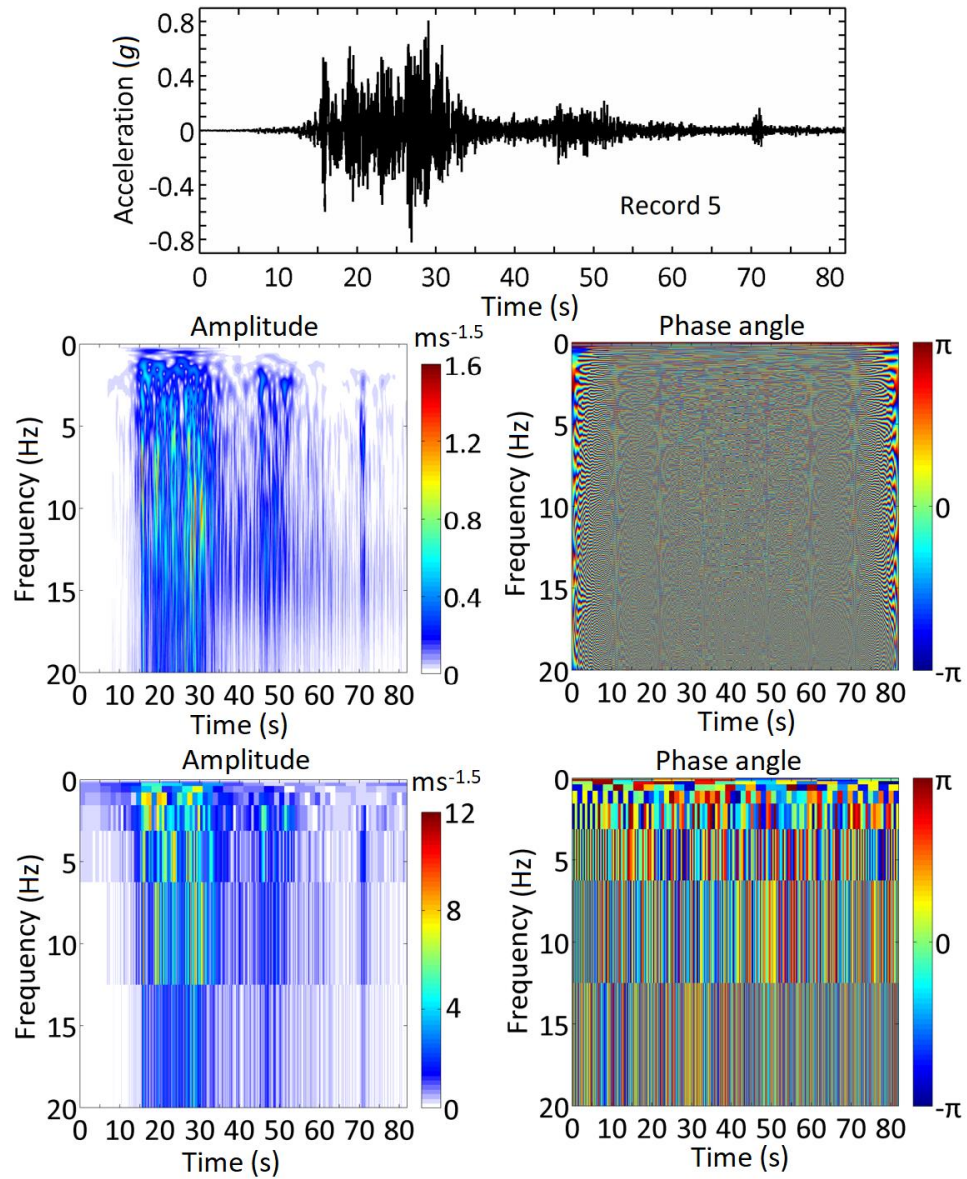 0.8
0.4
0
-0.4
-0.8
Acceleration (g)
Record 5
0 10 20 30 40 50 60 70 80
Time (s)
Amplitude
ms-1.5
0
5
10
15
20
Frequency (Hz)
0 10 20 30 40 50 60 70 80
Time (s)
1.6
1.2
0.8
0.4
0
Phase angle
0
5
10
15
20
Frequency (Hz)
0 10 20 30 40 50 60 70 80
Time (s)
π
0
-π
Amplitude
ms-1.5
0
5
10
15
20
Frequency (Hz)
0 10 20 30 40 50 60 70 80
Time (s)
12
8
4
0
Phase angle
0
5
10
15
20
Frequency (Hz)
0 10 20 30 40 50 60 70 80
Time (s)
π
0
-π